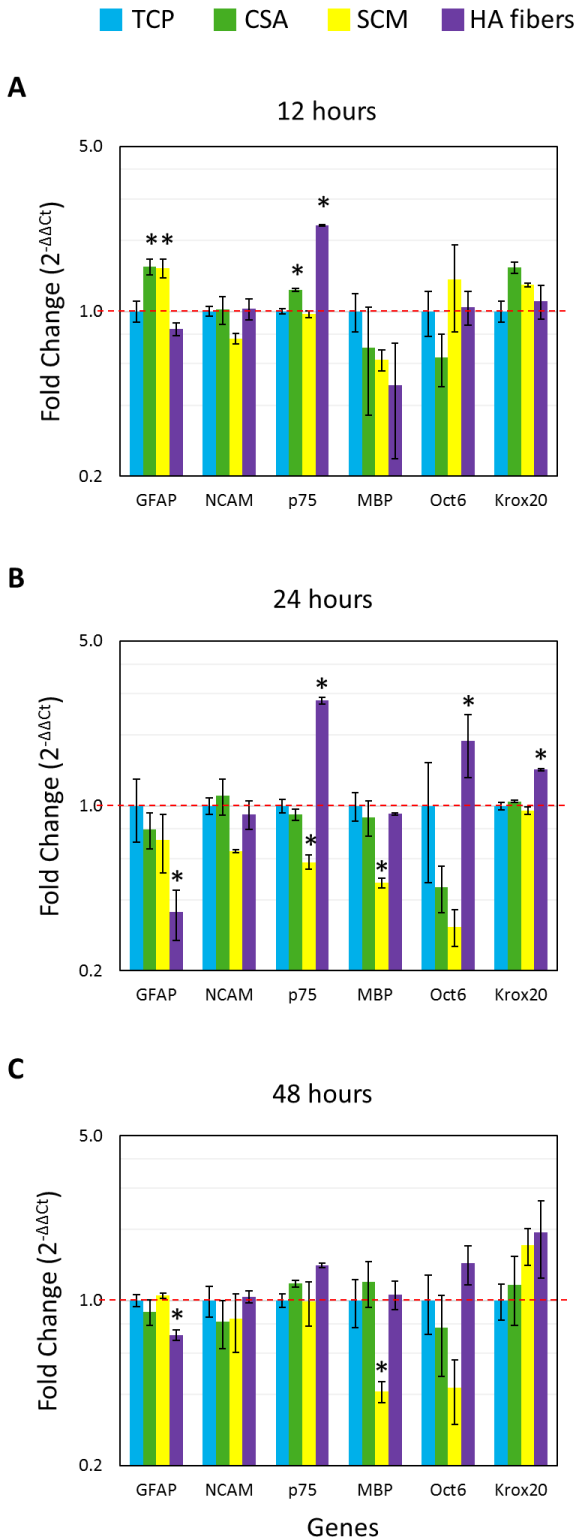 TCP CSA SCM HA fibers
A
12 hours
5.0
* * *
*
1.0
0.2
Fold Change (2^-ΔΔCt)
GFAP NCAM p75 MBP Oct6 Krox20
B
24 hours
5.0
* * *
1.0
* * *
0.2
Fold Change (2^-ΔΔCt)
GFAP NCAM p75 MBP Oct6 Krox20
C
48 hours
5.0
1.0
* *
0.2
Fold Change (2^-ΔΔCt)
GFAP NCAM p75 MBP Oct6 Krox20
Genes